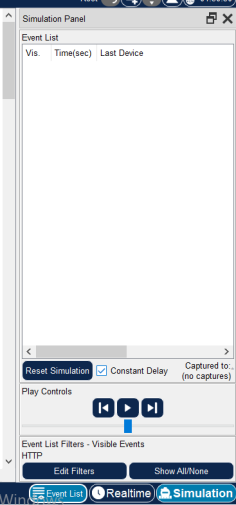 Simulation Panel
Event List
Vis. Time(sec) Last Device
Reset Simulation Constant Delay Captured to:
(no captures)
Play Controls
Event List Filters - Visible Events
HTTP
Edit Filters Show All/None
Event List Realtime Simulation